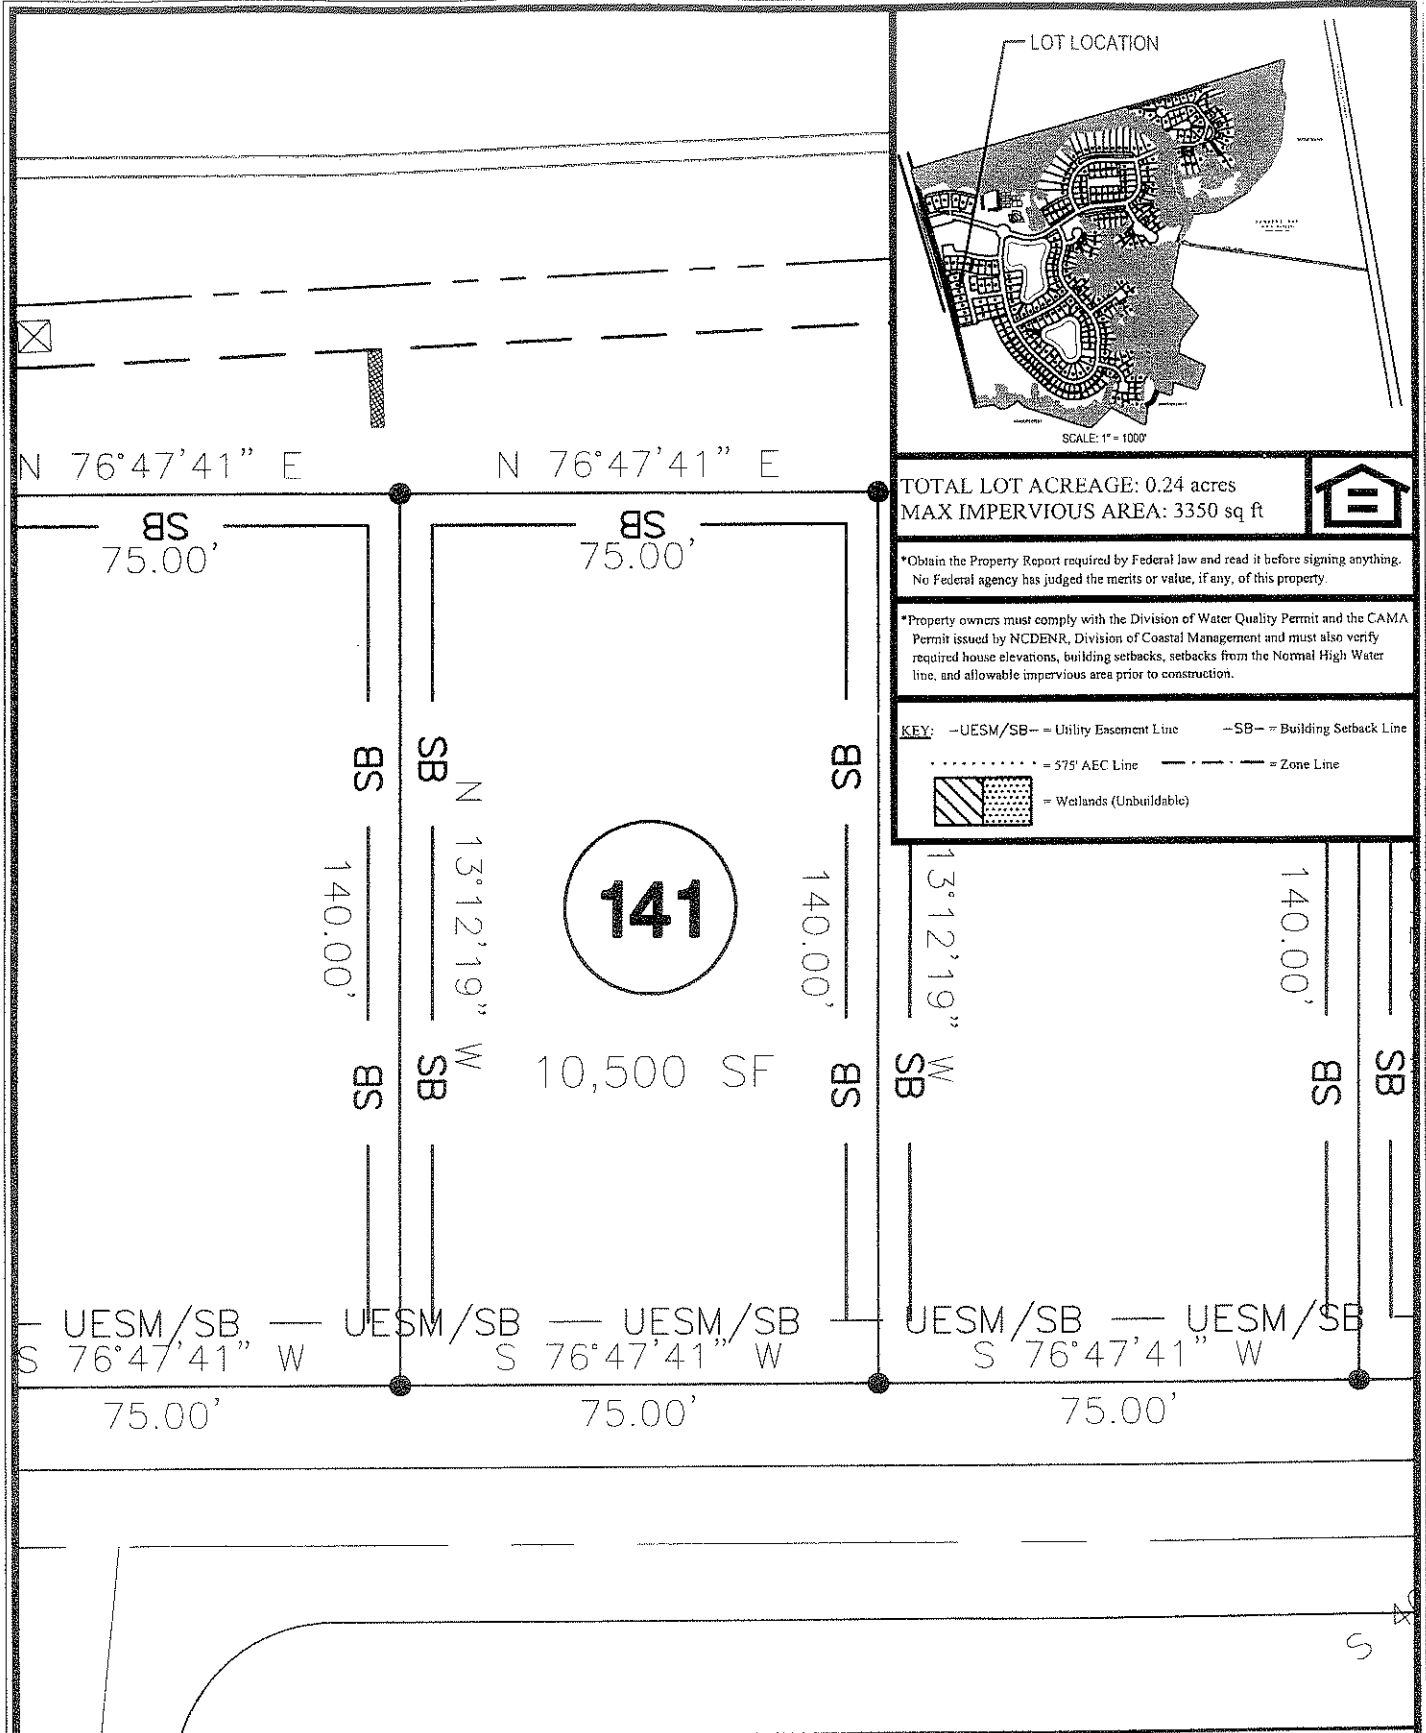 LOT LOCATION
SCALE: 1" = 1000'
TOTAL LOT ACREAGE: 0.24 acres
MAX IMPERVIOUS AREA: 3350 sq ft
*Obtain the Property Report required by Federal law and read it before signing anything.
No Federal agency has judged the merits or value, if any, of this property.
*Property owners must comply with the Division of Water Quality Permit and the CAMA
Permit issued by NCDENR, Division of Coastal Management and must also verify
required house elevations, building setbacks, setbacks from the Normal High Water
line, and allowable impervious area prior to construction.
KEY: -UESM/SB- = Utility Easement Line -SB- = Building Setback Line
= 575' AEC Line = Zone Line
= Wetlands (Unbuildable)
N 76°47'41" E N 76°47'41" E
SB SB
75.00' 75.00'
SB SB SB
N 13°12'19" W
13°12'19" W
140.00' 140.00' 140.00'
141
10,500 SF
SB SB SB SB SB SB
UESM/SB UESM/SB UESM/SB UESM/SB UESM/SB
S 76°47'41" W S 76°47'41" W S 76°47'41" W
75.00' 75.00' 75.00'
S